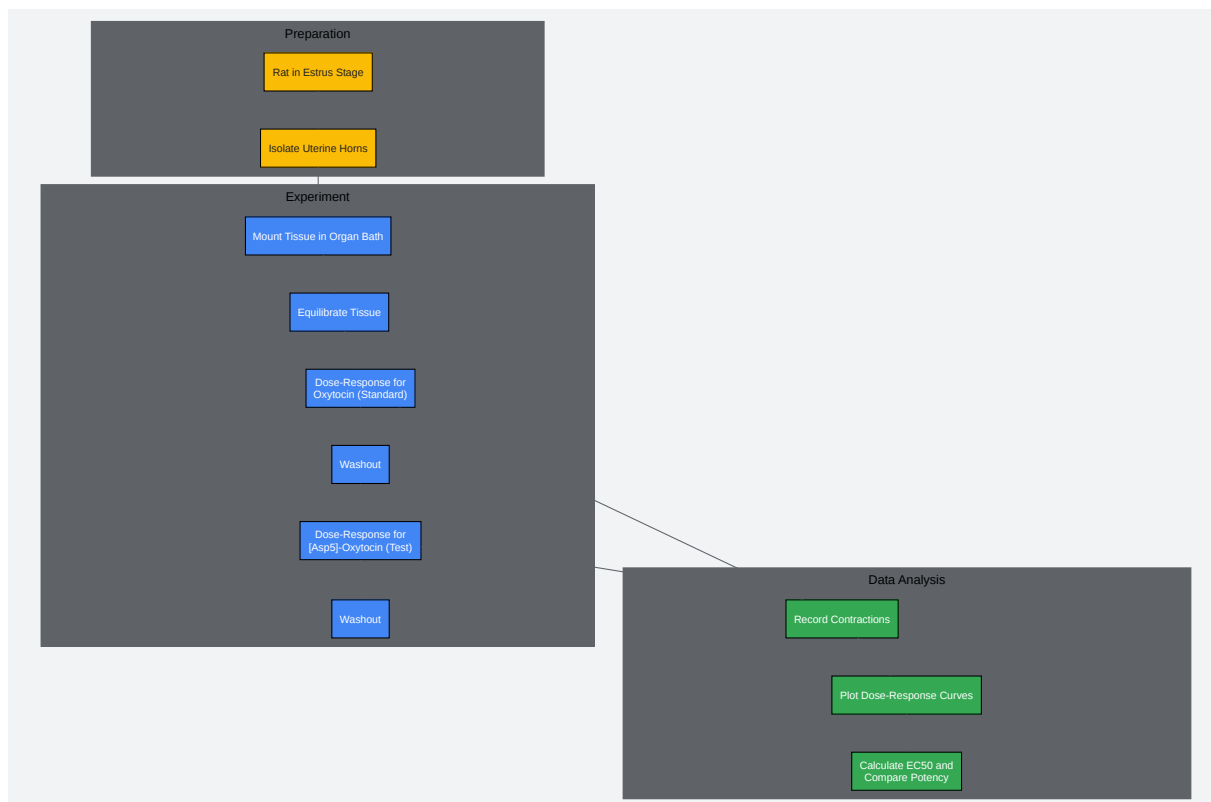 Preparation
Rat in Estrus Stage
Isolate Uterine Horns
Experiment
Mount Tissue in Organ Bath
Equilibrate Tissue
Dose-Response for
Oxytocin (Standard)
Washout
Dose-Response for
[Asp5]-Oxytocin (Test)
Washout
Data Analysis
Record Contractions
Plot Dose-Response Curves
Calculate EC50 and
Compare Potency